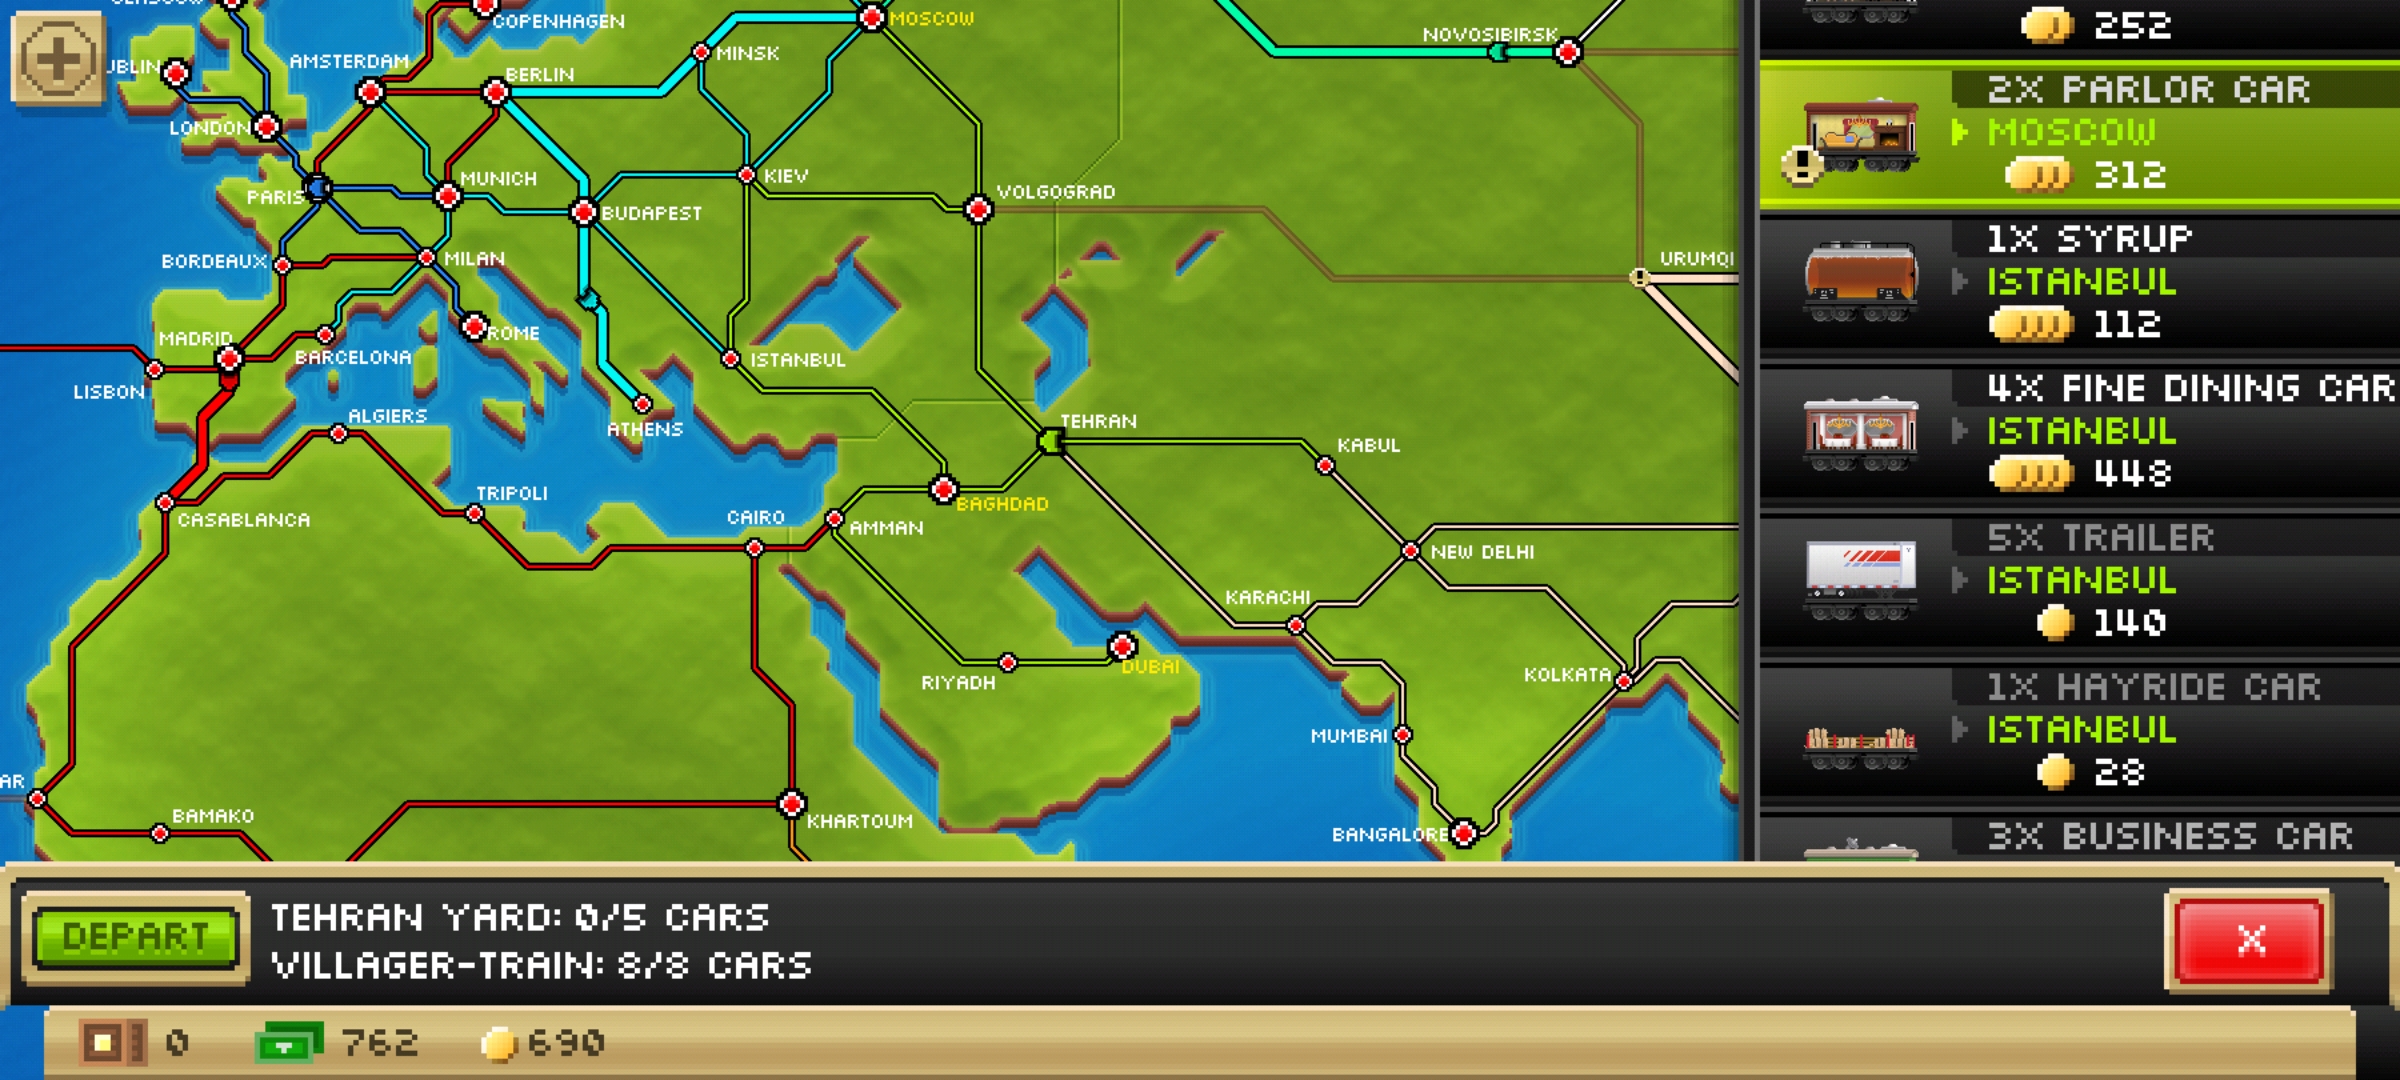 COPENHAGEN
MOSCOW
252
NOVOSIBIRSK
MINSK
AMSTERDAM
UBLIN
BERLIN
2X PARLOR CAR
MOSCOW
312
LONDON
KIEV
MUNICH
PARIS
VOLGOGRAD
BUDAPEST
1X SYRUP
ISTANBUL
112
BORDEAUX
MILAN
URUMQI
MADRID
ROME
BARCELONA
ISTANBUL
LISBON
4X FINE DINING CAR
ISTANBUL
448
ALGIERS
ATHENS
TEHRAN
KABUL
TRIPOLI
BAGHDAD
CASABLANCA
CAIRO
AMMAN
5X TRAILER
ISTANBUL
140
NEW DELHI
KARACHI
RIYADH
DUBAI
KOLKATA
1X HAYRIDE CAR
ISTANBUL
28
MUMBAI
AR
BAMAKO
KHARTOUM
BANGALORE
3X BUSINESS CAR
DEPART
TEHRAN YARD: 0/5 CARS
VILLAGER-TRAIN: 8/8 CARS
X
0
762
690